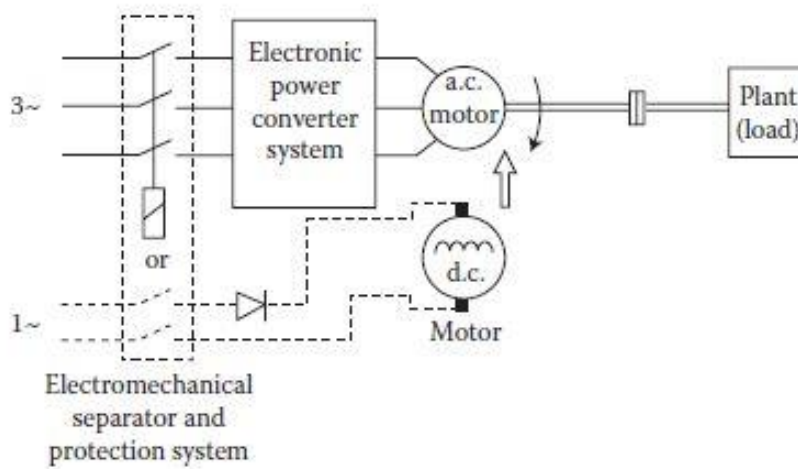 Electronic
power
converter
system
a.c.
motor
Plant
(load)
3~
or
d.c.
Motor
1~
Electromechanical
separator and
protection system